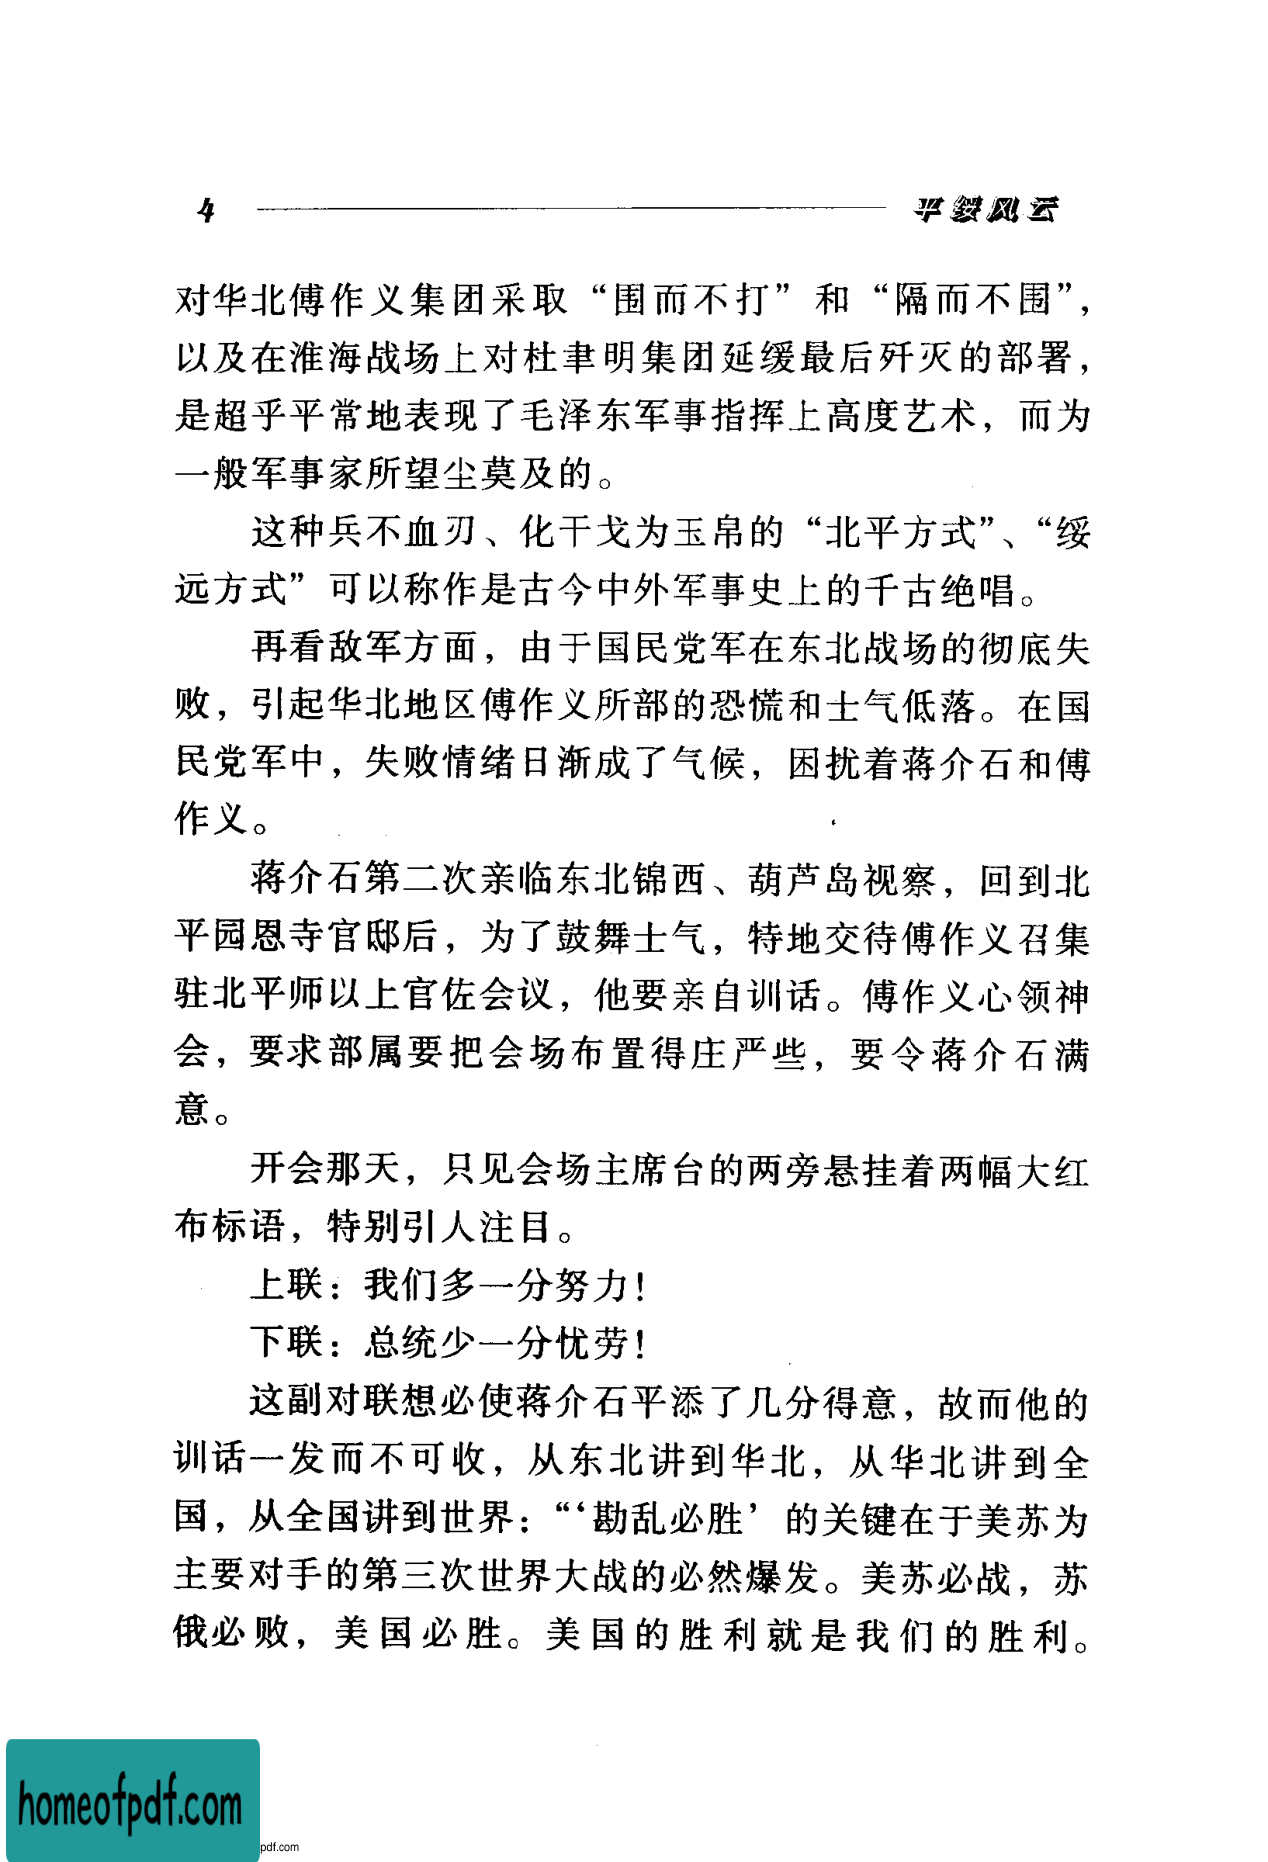 4 平绥风云
对华北傅作义集团采取“围而不打”和“隔而不围”，
以及在淮海战场上对杜聿明集团延缓最后歼灭的部署，
是超乎平常地表现了毛泽东军事指挥上高度艺术，而为
一般军事家所望尘莫及的。
这种兵不血刃、化干戈为玉帛的“北平方式”、“绥
远方式”可以称作是古今中外军事史上的千古绝唱。
再看敌军方面，由于国民党军在东北战场的彻底失
败，引起华北地区傅作义所部的恐慌和士气低落。在国
民党军中，失败情绪日渐成了气候，困扰着蒋介石和傅
作义。
蒋介石第二次亲临东北锦西、葫芦岛视察，回到北
平园恩寺官邸后，为了鼓舞士气，特地交待傅作义召集
驻北平师以上官佐会议，他要亲自训话。傅作义心领神
会，要求部属要把会场布置得庄严些，要令蒋介石满
意。
开会那天，只见会场主席台的两旁悬挂着两幅大红
布标语，特别引人注目。
上联：我们多一分努力！
下联：总统少一分忧劳！
这副对联想必使蒋介石平添了几分得意，故而他的
训话一发而不可收，从东北讲到华北，从华北讲到全
国，从全国讲到世界：“‘勘乱必胜’的关键在于美苏为
主要对手的第三次世界大战的必然爆发。美苏必战，苏
俄必败，美国必胜。美国的胜利就是我们的胜利。
homeofpdf.com
pdf.com